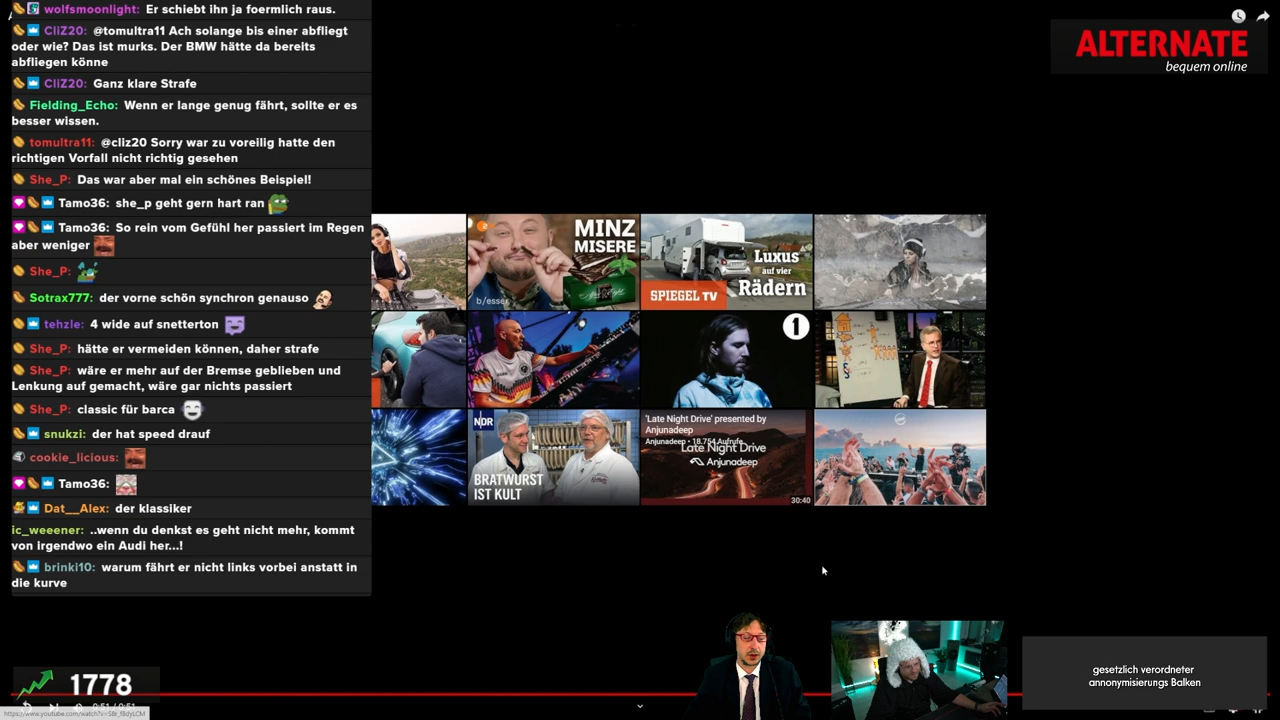 wolfsmoonlight: Er schiebt ihn ja foermlich raus.
CliZ20: @tomultra11 Ach solange bis einer abfliegt
oder wie? Das ist murks. Der BMW hätte da bereits
abfliegen könne
CliZ20: Ganz klare Strafe
Fielding_Echo: Wenn er lange genug fährt, sollte er es
besser wissen.
tomultra11: @cliz20 Sorry war zu voreilig hatte den
richtigen Vorfall nicht richtig gesehen
She_P: Das war aber mal ein schönes Beispiel!
Tamo36: she_p geht gern hart ran
Tamo36: So rein vom Gefühl her passiert im Regen
aber weniger
She_P:
Sotrax777: der vorne schön synchron genauso
tehzle: 4 wide auf snetterton
She_P: hätte er vermeiden können, daher strafe
She_P: wäre er mehr auf der Bremse geblieben und
Lenkung auf gemacht, wäre gar nichts passiert
She_P: classic für barca
snukzi: der hat speed drauf
cookie_licious:
Tamo36:
Dat__Alex: der klassiker
ic_weeener: ..wenn du denkst es geht nicht mehr, kommt
von irgendwo ein Audi her...!
brinki10: warum fährt er nicht links vorbei anstatt in
die kurve
ALTERNATE
bequem online
MINZ
MISERE
b/esser
Luxus
auf vier
Rädern
SPIEGEL TV
1
NDR
BRATWURST
IST KULT
'Late Night Drive' presented by
Anjunadeep
Anjunadeep • 18.754 Aufrufe
Late Night Drive
Anjunadeep
30:40
gesetzlich verordneter
annonymisierungs Balken
1778
0:51 / 0:51